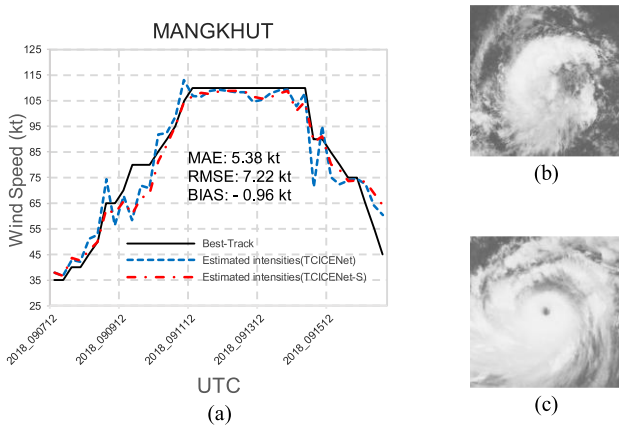 MANGKHUT
125
115
105
95
85
75
65
55
45
35
25
Wind Speed (kt)
MAE: 5.38 kt
RMSE: 7.22 kt
BIAS: - 0.96 kt
Best-Track
Estimated intensities(TCICENet)
Estimated intensities(TCICENet-S)
2018_090712
2018_090912
2018_091112
2018_091312
2018_091512
UTC
(a)
(b)
(c)